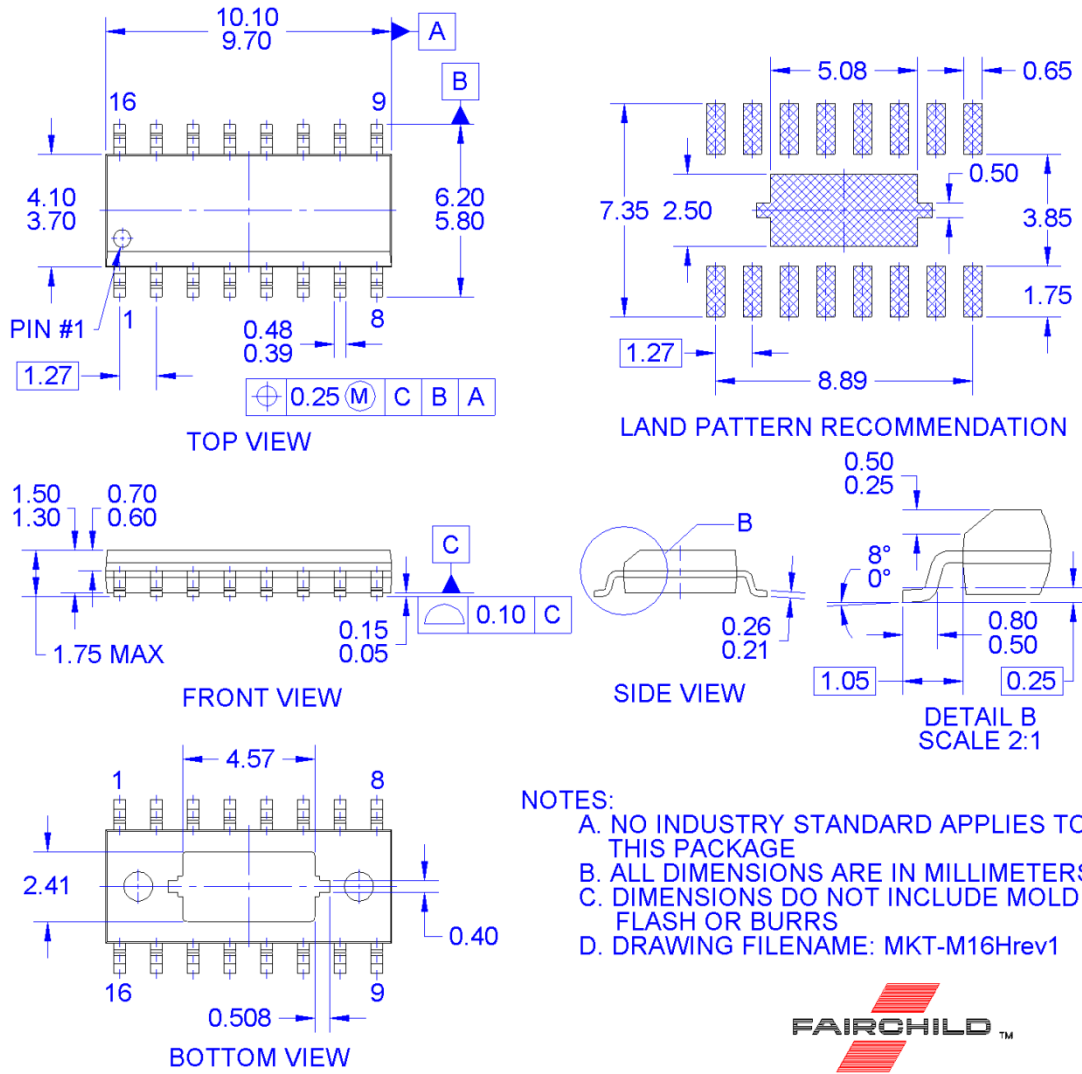 10.10
9.70
A
B
16
9
4.10
3.70
6.20
5.80
PIN #1
1
8
0.48
0.39
1.27
0.25 M C B A
TOP VIEW
5.08
0.65
0.50
7.35
2.50
3.85
1.75
1.27
8.89
LAND PATTERN RECOMMENDATION
1.50
1.30
0.70
0.60
C
0.10 C
0.15
0.05
1.75 MAX
FRONT VIEW
B
0.26
0.21
SIDE VIEW
0.50
0.25
8°
0°
0.80
0.50
1.05
0.25
DETAIL B
SCALE 2:1
4.57
1
8
2.41
0.40
16
9
0.508
BOTTOM VIEW
NOTES:
A. NO INDUSTRY STANDARD APPLIES TO
THIS PACKAGE
B. ALL DIMENSIONS ARE IN MILLIMETERS
C. DIMENSIONS DO NOT INCLUDE MOLD
FLASH OR BURRS
D. DRAWING FILENAME: MKT-M16Hrev1
FAIRCHILD TM